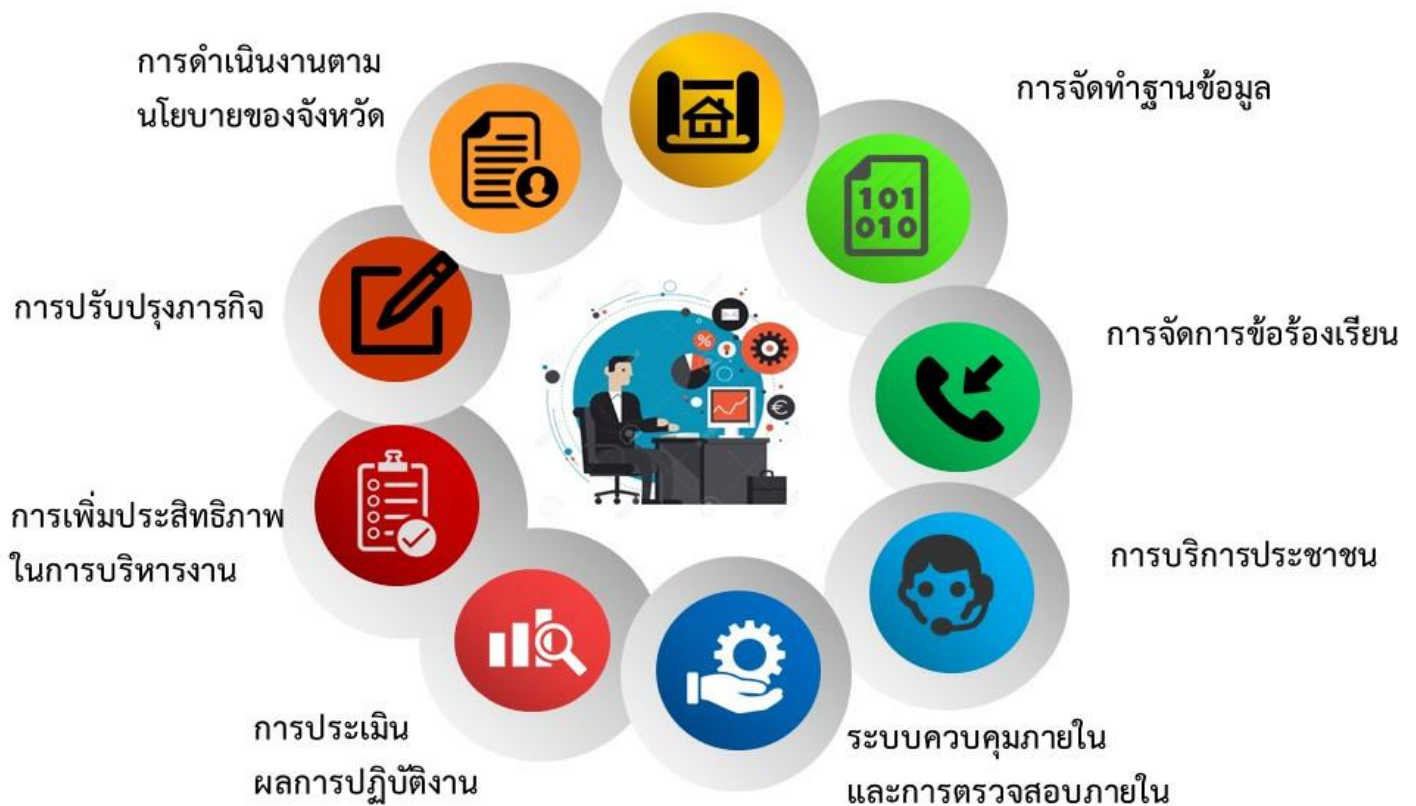 การดำเนินงานตาม
นโยบายของจังหวัด
การจัดทำฐานข้อมูล
101
010
การปรับปรุงภารกิจ
การจัดการข้อร้องเรียน
%
€
การเพิ่มประสิทธิภาพ
ในการบริหารงาน
การบริการประชาชน
การประเมิน
ผลการปฏิบัติงาน
ระบบควบคุมภายใน
และการตรวจสอบภายใน